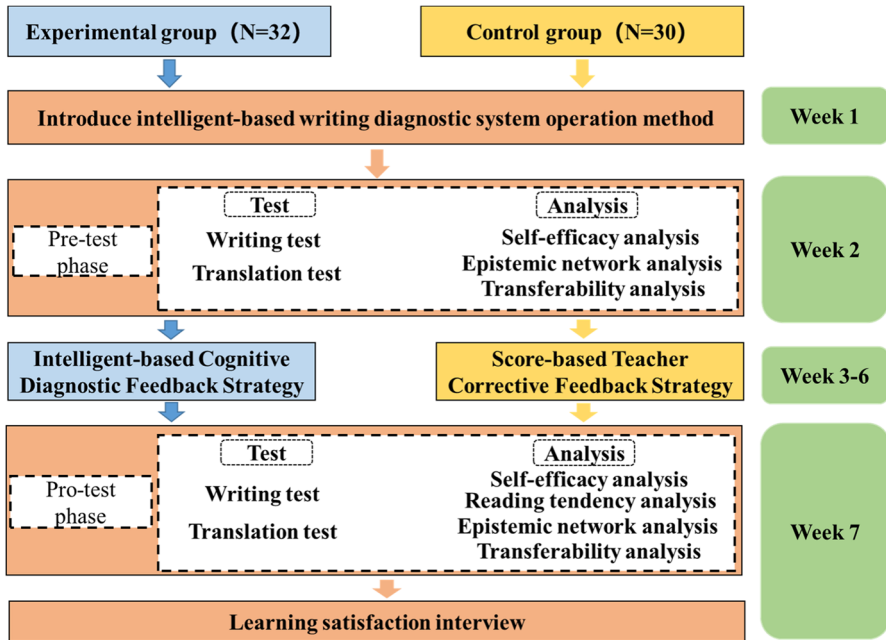 Experimental group（N=32）
Control group（N=30）
Introduce intelligent-based writing diagnostic system operation method
Week 1
Pre-test
phase
Test
Writing test
Translation test
Analysis
Self-efficacy analysis
Epistemic network analysis
Transferability analysis
Week 2
Intelligent-based Cognitive
Diagnostic Feedback Strategy
Score-based Teacher
Corrective Feedback Strategy
Week 3-6
Pro-test
phase
Test
Writing test
Translation test
Analysis
Self-efficacy analysis
Reading tendency analysis
Epistemic network analysis
Transferability analysis
Week 7
Learning satisfaction interview